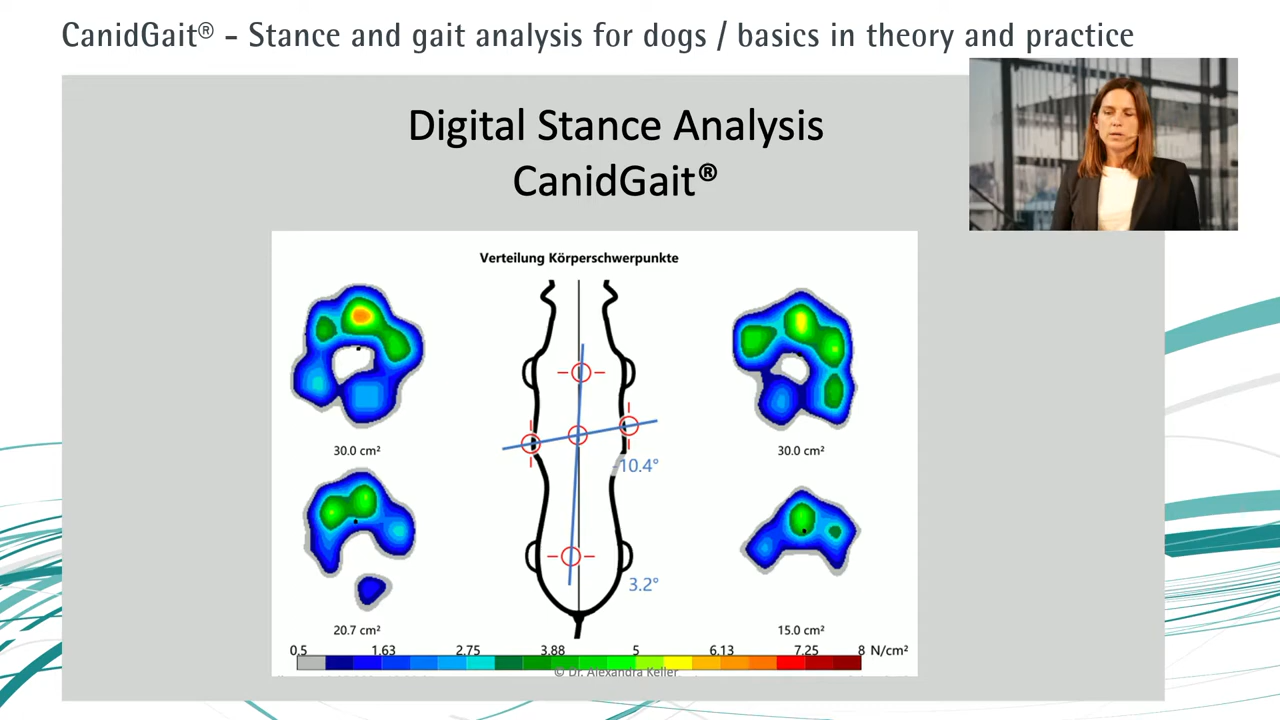 CanidGait® - Stance and gait analysis for dogs / basics in theory and practice
Digital Stance Analysis
CanidGait®
Verteilung Körperschwerpunkte
30.0 cm²
30.0 cm²
-10.4°
3.2°
20.7 cm²
15.0 cm²
0.5 1.63 2.75 3.88 5 6.13 7.25 8 N/cm²
© Dr. Alexandra Keller